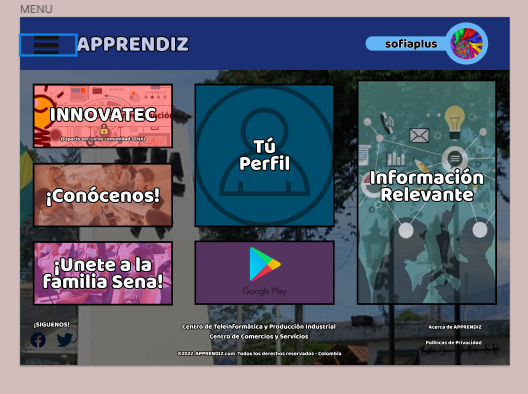 MENU
APPRENDIZ
sofiaplus
INNOVATEC
(Espacio exclusivo comunidad SENA)
¡Conócenos!
¡Unete a la
familia Sena!
Tú
Perfil
Google Play
Información
Relevante
¡SIGUENOS!
Centro de Teleinformática y Producción Industrial
Centro de Comercios y Servicios
©2022 APPRENDIZ.com Todos los derechos reservados - Colombia
Acerca de APPRENDIZ
Políticas de Privacidad